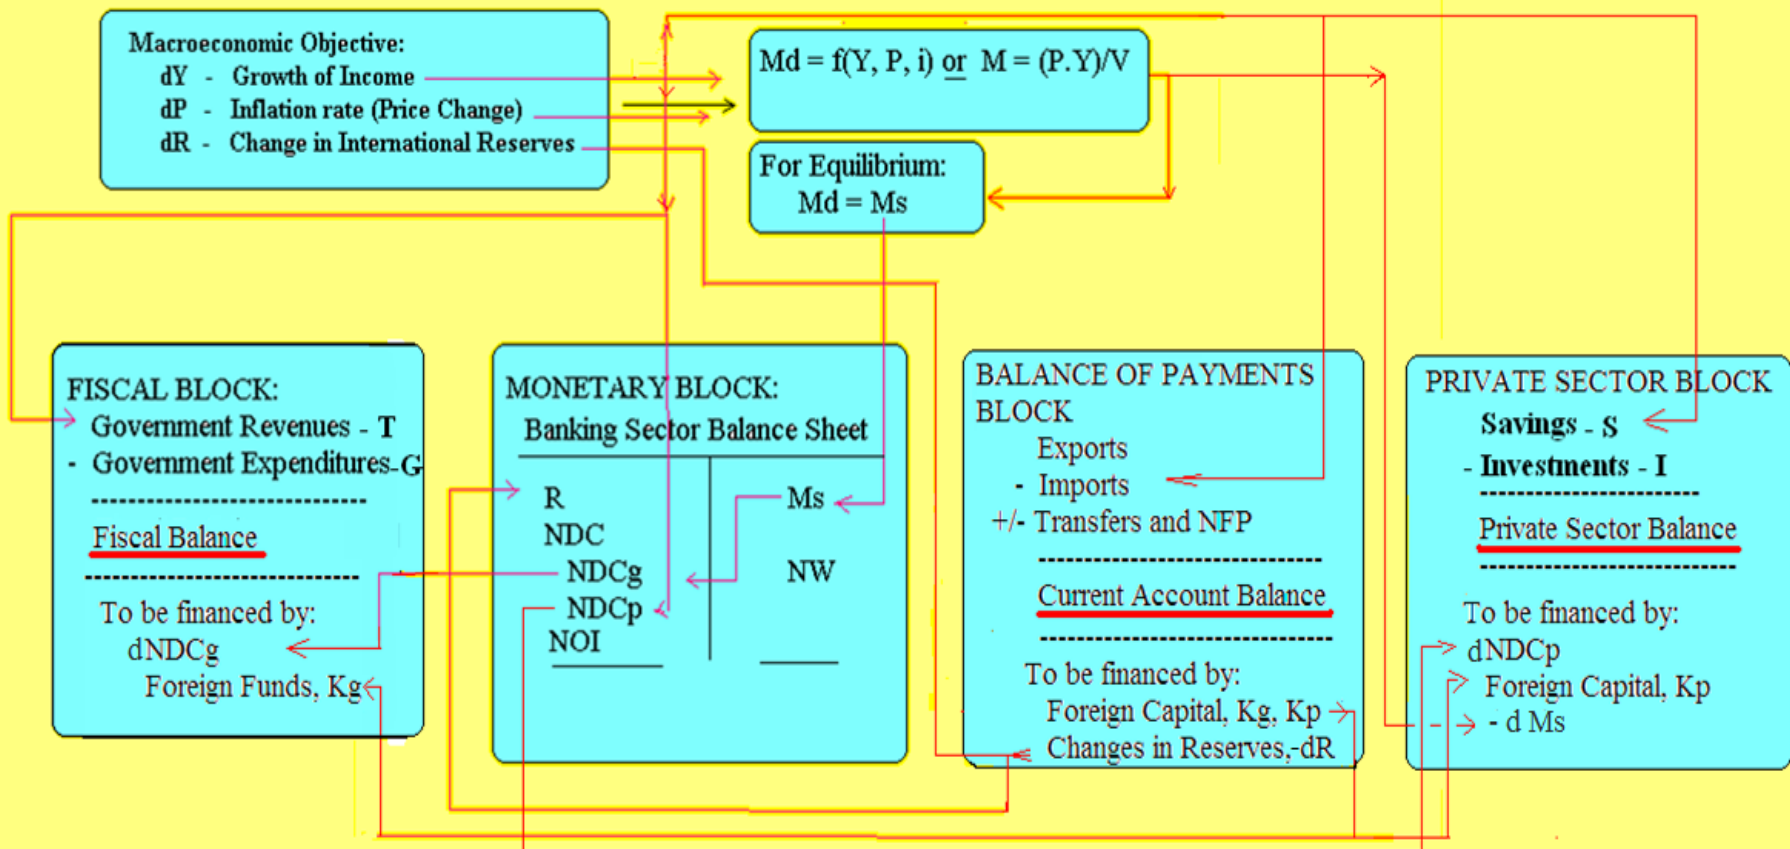 Macroeconomic Objective:
dY - Growth of Income
dP - Inflation rate (Price Change)
dR - Change in International Reserves
Md = f(Y, P, i) or M = (P.Y)/V
For Equilibrium:
Md = Ms
FISCAL BLOCK:
Government Revenues - T
- Government Expenditures-G
------------------------------
Fiscal Balance
------------------------------
To be financed by:
dNDCg
Foreign Funds, Kg
MONETARY BLOCK:
Banking Sector Balance Sheet
R
Ms
NDC
NDCg
NW
NDCp
NOI
BALANCE OF PAYMENTS
BLOCK
Exports
- Imports
+/- Transfers and NFP
------------------------------
Current Account Balance
------------------------------
To be financed by:
Foreign Capital, Kg, Kp
Changes in Reserves,-dR
PRIVATE SECTOR BLOCK
Savings - S
- Investments - I
------------------------
Private Sector Balance
----------------------------
To be financed by:
dNDCp
Foreign Capital, Kp
- d Ms